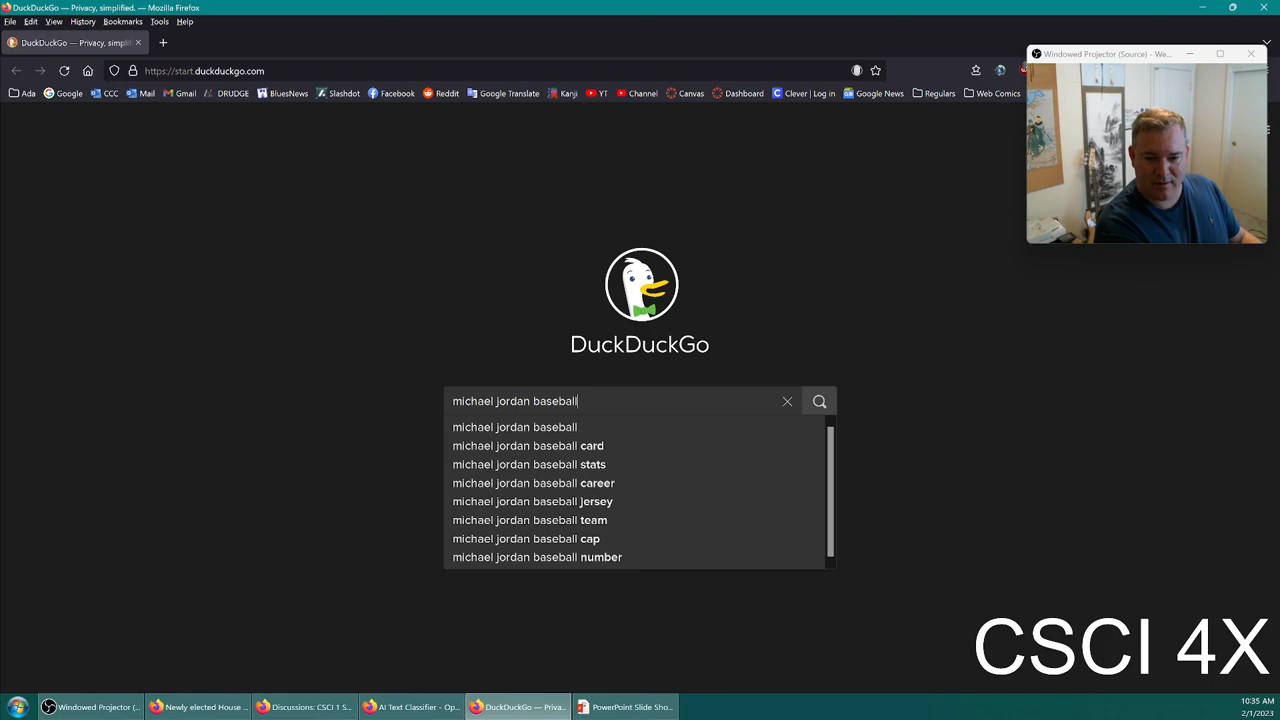 DuckDuckGo — Privacy, simplified. — Mozilla Firefox
File Edit View History Bookmarks Tools Help
DuckDuckGo — Privacy, simplif
Windowed Projector (Source) - We...
https://start.duckduckgo.com
Ada Google CCC Mail Gmail DRUDGE BlueNews Slashdot Facebook Reddit Google Translate Kanji YT Channel Canvas Dashboard Clever | Log in Google News Regulars Web Comics
DuckDuckGo
michael jordan baseball
michael jordan baseball
michael jordan baseball card
michael jordan baseball stats
michael jordan baseball career
michael jordan baseball jersey
michael jordan baseball team
michael jordan baseball cap
michael jordan baseball number
CSCI 4X
Windowed Projector (... Newly elected House ... Discussions: CSCI 1 S... AI Text Classifier - Op... DuckDuckGo — Priva... PowerPoint Slide Sho...
10:35 AM
2/1/2023